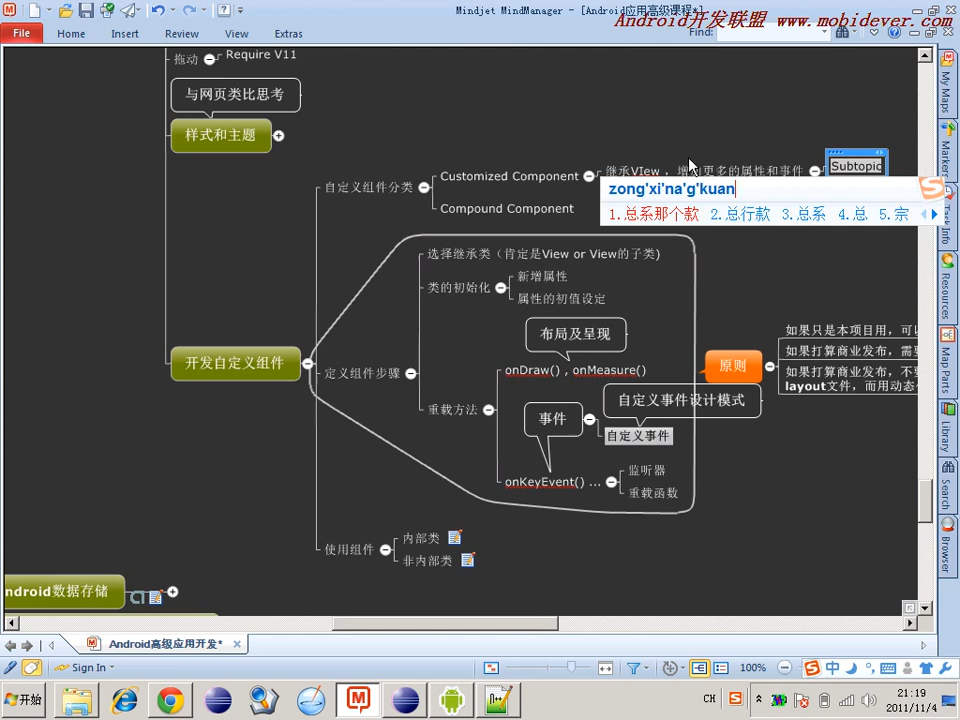 Mindjet MindManager - [Android应用高级课程*]
Android开发联盟 www.mobidever.com
File Home Insert Review View Extras Find:
拖动 Require V11
与网页类比思考
样式和主题
自定义组件分类
Customized Component 继承VIew ，增加更多的属性和事件 Subtopic
zong'xi'na'g'kuan
1.总系那个款 2.总行款 3.总系 4.总 5.宗
Compound Component
选择继承类（肯定是View or View的子类)
类的初始化
新增属性
属性的初值设定
布局及呈现
开发自定义组件
定义组件步骤
onDraw() , onMeasure()
原则
如果只是本项目用，可以
如果打算商业发布，需要
如果打算商业发布，不要
layout文件，而用动态
自定义事件设计模式
重载方法
事件
自定义事件
onKeyEvent() ...
监听器
重载函数
使用组件
内部类
非内部类
ndroid数据存储
My Maps
Markers
Task Info
Resources
Map Parts
Library
Search
Browser
Android高级应用开发*
Sign In
100%
中
开始
CH
21:19
2011/11/4